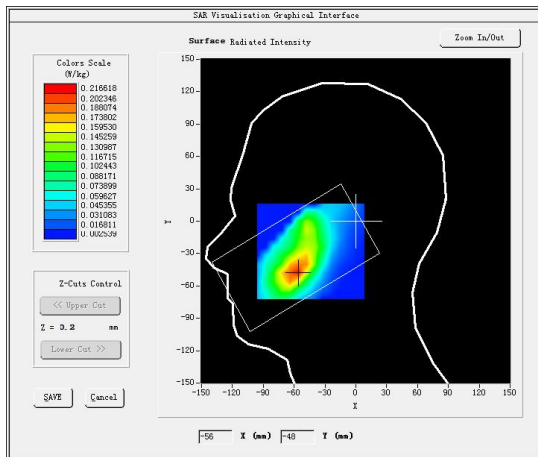 SAR Visualisation Graphical Interface
Surface Radiated Intensity
Zoom In/Out
Colors Scale
(W/kg)
0.216618
0.202346
0.188074
0.173802
0.159530
0.145259
0.130987
0.116715
0.102443
0.088171
0.073899
0.059627
0.045355
0.031083
0.016811
0.002539
Z-Cuts Control
<< Upper Cut
Z = 0.2 mm
Lower Cut >>
SAVE
Cancel
150
120
90
60
30
0
-30
-60
-90
-120
-150
Y
-150 -120 -90 -60 -30 0 30 60 90 120 150
X
-56 X (mm) -48 Y (mm)